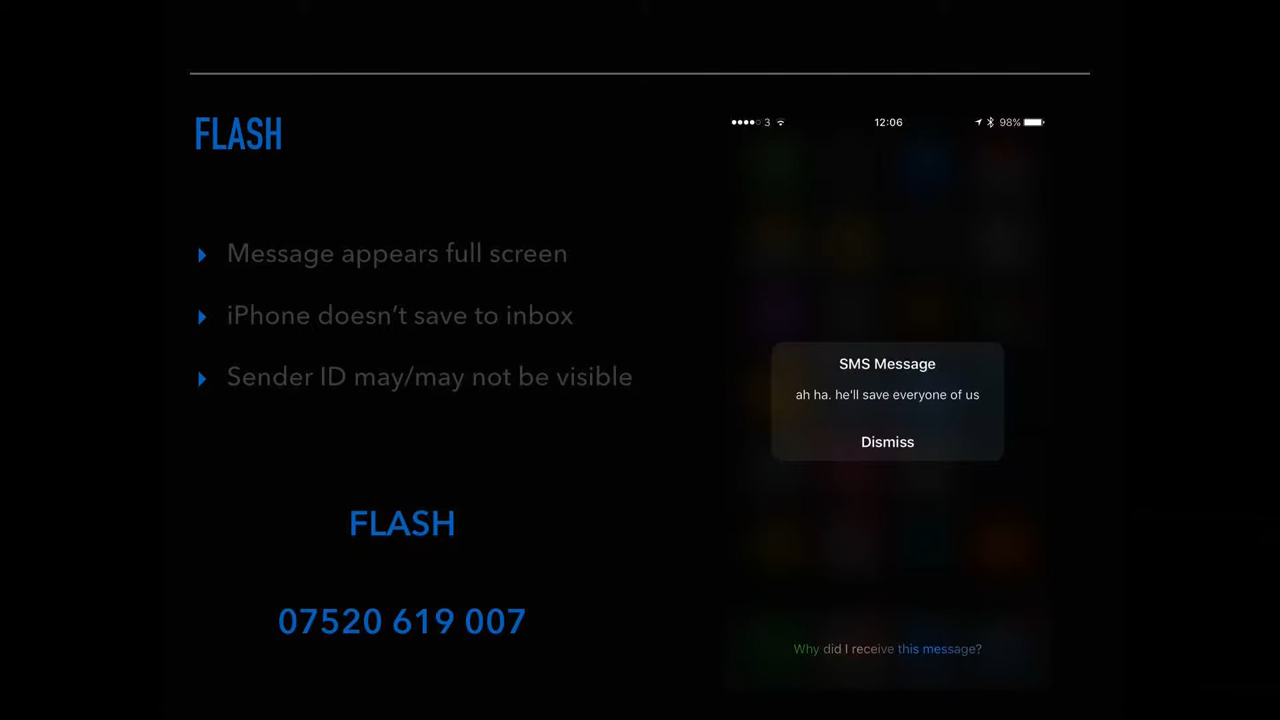 FLASH
Message appears full screen
iPhone doesn’t save to inbox
Sender ID may/may not be visible
FLASH
07520 619 007
3 12:06 98%
SMS Message
ah ha. he'll save everyone of us
Dismiss
Why did I receive this message?